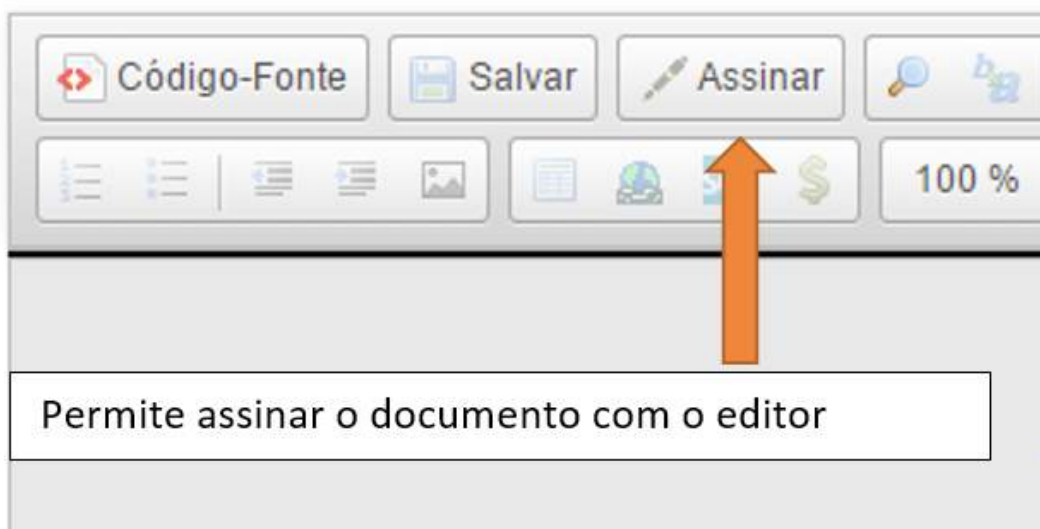 Código-Fonte Salvar Assinar
100 %
Permite assinar o documento com o editor